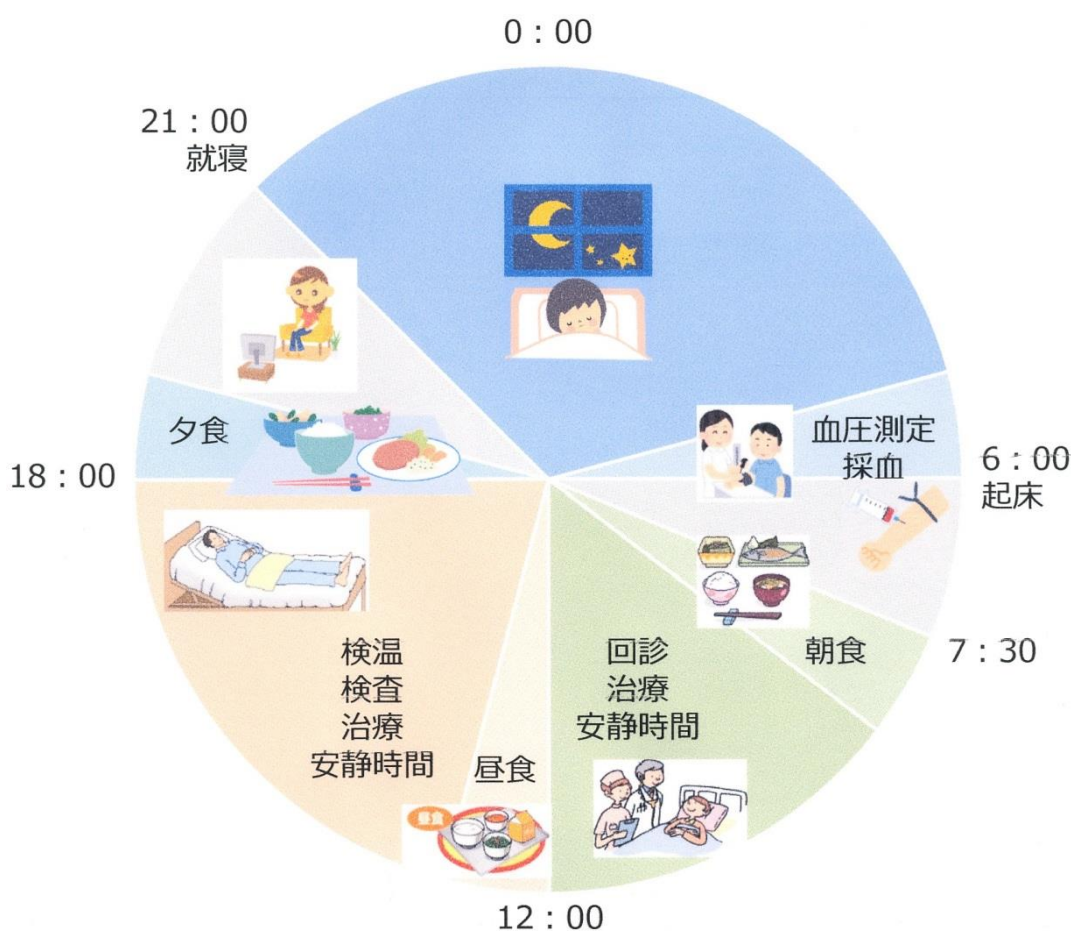 0：00
21：00
就寝
血圧測定
採血
6：00
起床
夕食
18：00
朝食
7：30
検温
検査
治療
安静時間
回診
治療
安静時間
昼食
昼食
12：00